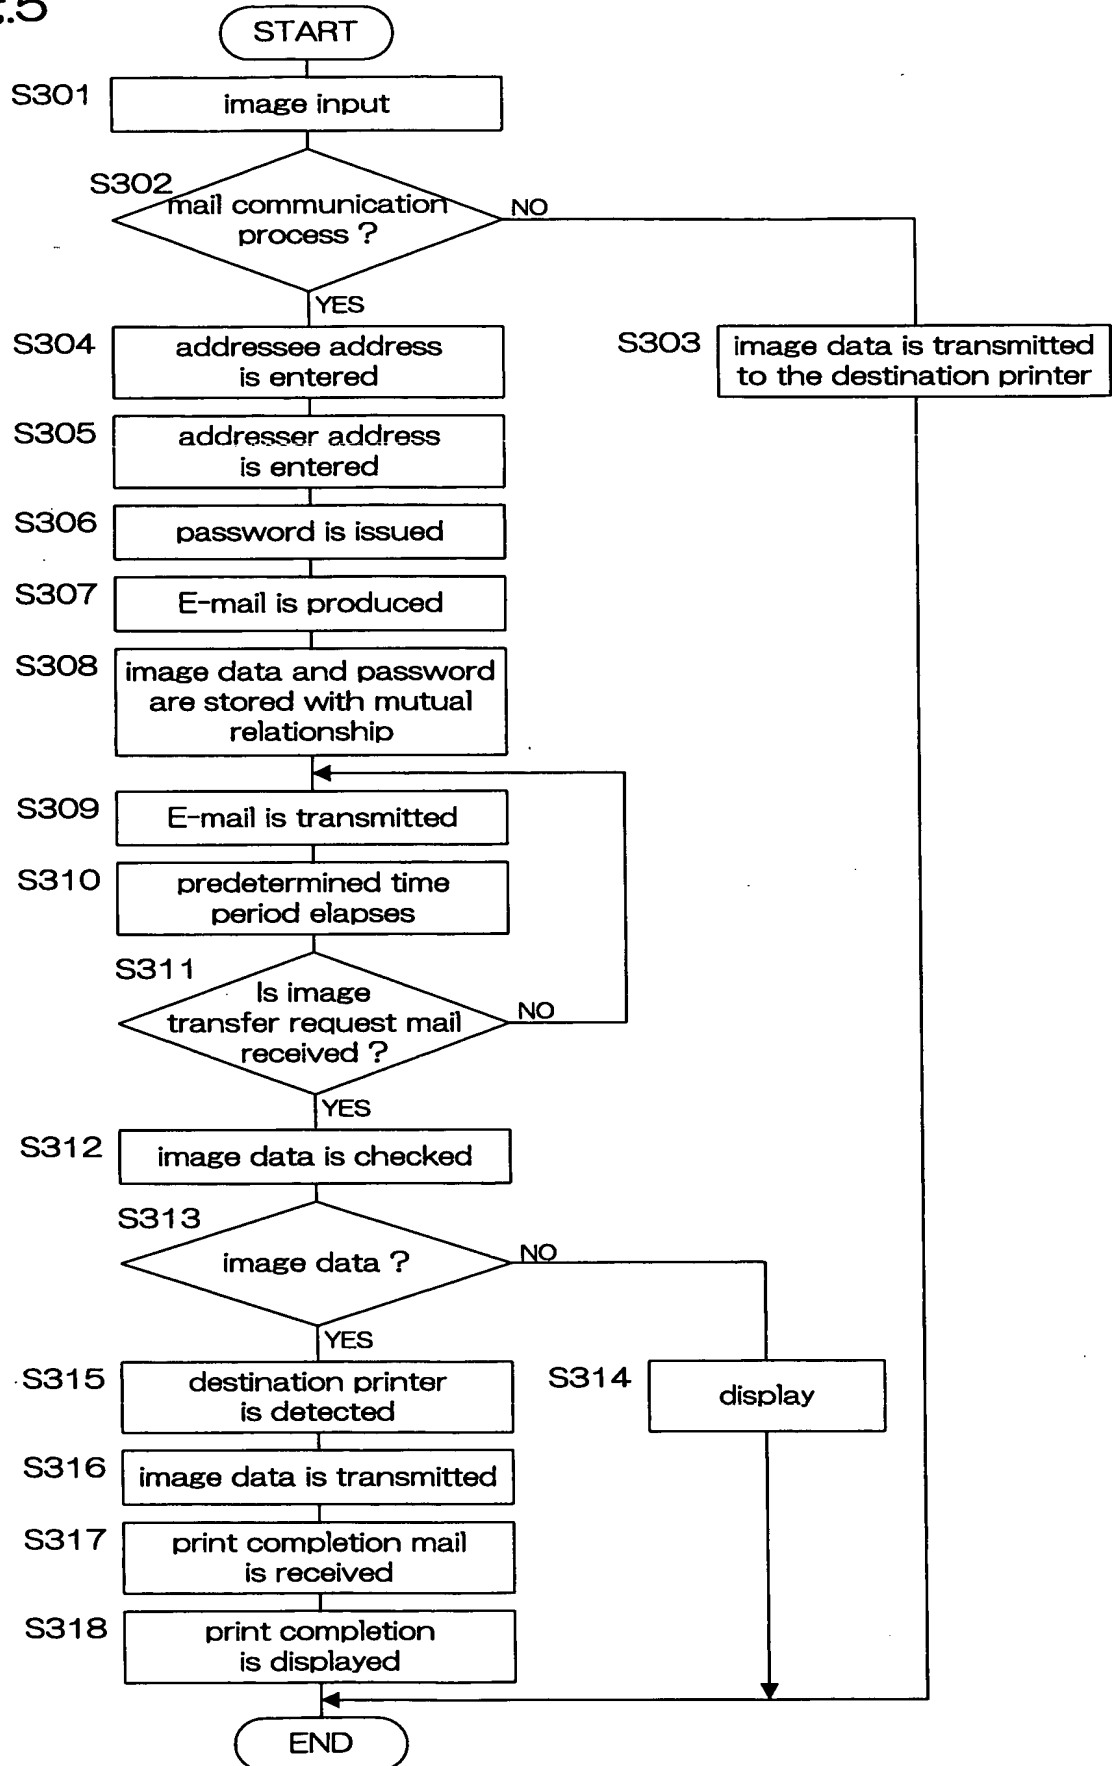 START
S301
image input
S302
mail communication
process ?
NO
YES
S304
addressee address
is entered
S303
image data is transmitted
to the destination printer
S305
addresser address
is entered
S306
password is issued
S307
E-mail is produced
S308
image data and password
are stored with mutual
relationship
S309
E-mail is transmitted
S310
predetermined time
period elapses
S311
Is image
transfer request mail
received ?
NO
YES
S312
image data is checked
S313
image data ?
NO
YES
S315
destination printer
is detected
S314
display
S316
image data is transmitted
S317
print completion mail
is received
S318
print completion
is displayed
END